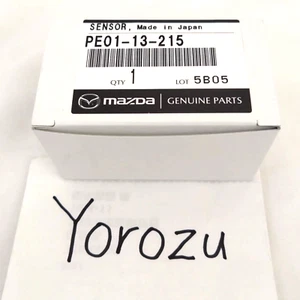 SENSOR, Made in Japan
PE01-13-215
QTY 1 LOT 5B05
mazda GENUINE PARTS
Yorozu